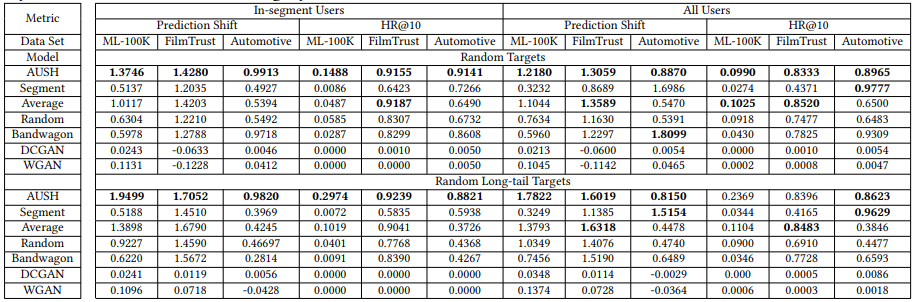 Metric In-segment Users All Users
Prediction Shift HR@10 Prediction Shift HR@10
Data Set ML-100K FilmTrust Automotive ML-100K FilmTrust Automotive ML-100K FilmTrust Automotive ML-100K FilmTrust Automotive
Model Random Targets
AUSH 1.3746 1.4280 0.9913 0.1488 0.9155 0.9141 1.2180 1.3059 0.8870 0.0990 0.8333 0.8965
Segment 0.5137 1.2035 0.4927 0.0086 0.6423 0.7266 0.3232 0.8689 1.6986 0.0274 0.4371 0.9777
Average 1.0117 1.4203 0.5394 0.0487 0.9187 0.6490 1.1044 1.3589 0.5470 0.1025 0.8520 0.6500
Random 0.6304 1.2210 0.5492 0.0585 0.8307 0.6732 0.7634 1.1630 0.5391 0.0918 0.7477 0.6483
Bandwagon 0.5978 1.2788 0.9718 0.0287 0.8299 0.8608 0.5960 1.2297 1.8099 0.0430 0.7825 0.9309
DCGAN 0.0243 -0.0633 0.0046 0.0000 0.0010 0.0050 0.0213 -0.0600 0.0054 0.0000 0.0010 0.0054
WGAN 0.1131 -0.1228 0.0412 0.0000 0.0000 0.0050 0.1045 -0.1142 0.0465 0.0002 0.0008 0.0047
Random Long-tail Targets
AUSH 1.9499 1.7052 0.9820 0.2974 0.9239 0.8821 1.7822 1.6019 0.8150 0.2369 0.8396 0.8623
Segment 0.5188 1.4510 0.3969 0.0072 0.5835 0.5938 0.3249 1.1385 1.5154 0.0344 0.4165 0.9629
Average 1.3898 1.6790 0.4245 0.1019 0.9041 0.3726 1.3793 1.6318 0.4478 0.1104 0.8483 0.3846
Random 0.9227 1.4590 0.46697 0.0401 0.7768 0.4368 1.0349 1.4076 0.4740 0.0900 0.6910 0.4477
Bandwagon 0.6220 1.5672 0.2814 0.0091 0.8390 0.4267 0.7456 1.5190 0.6489 0.0346 0.7728 0.6593
DCGAN 0.0241 0.0119 0.0056 0.0000 0.0000 0.0000 0.0348 0.0114 -0.0029 0.000 0.0005 0.0086
WGAN 0.1096 0.0718 -0.0428 0.0000 0.0000 0.0000 0.1374 0.0728 -0.0364 0.0006 0.0003 0.0018